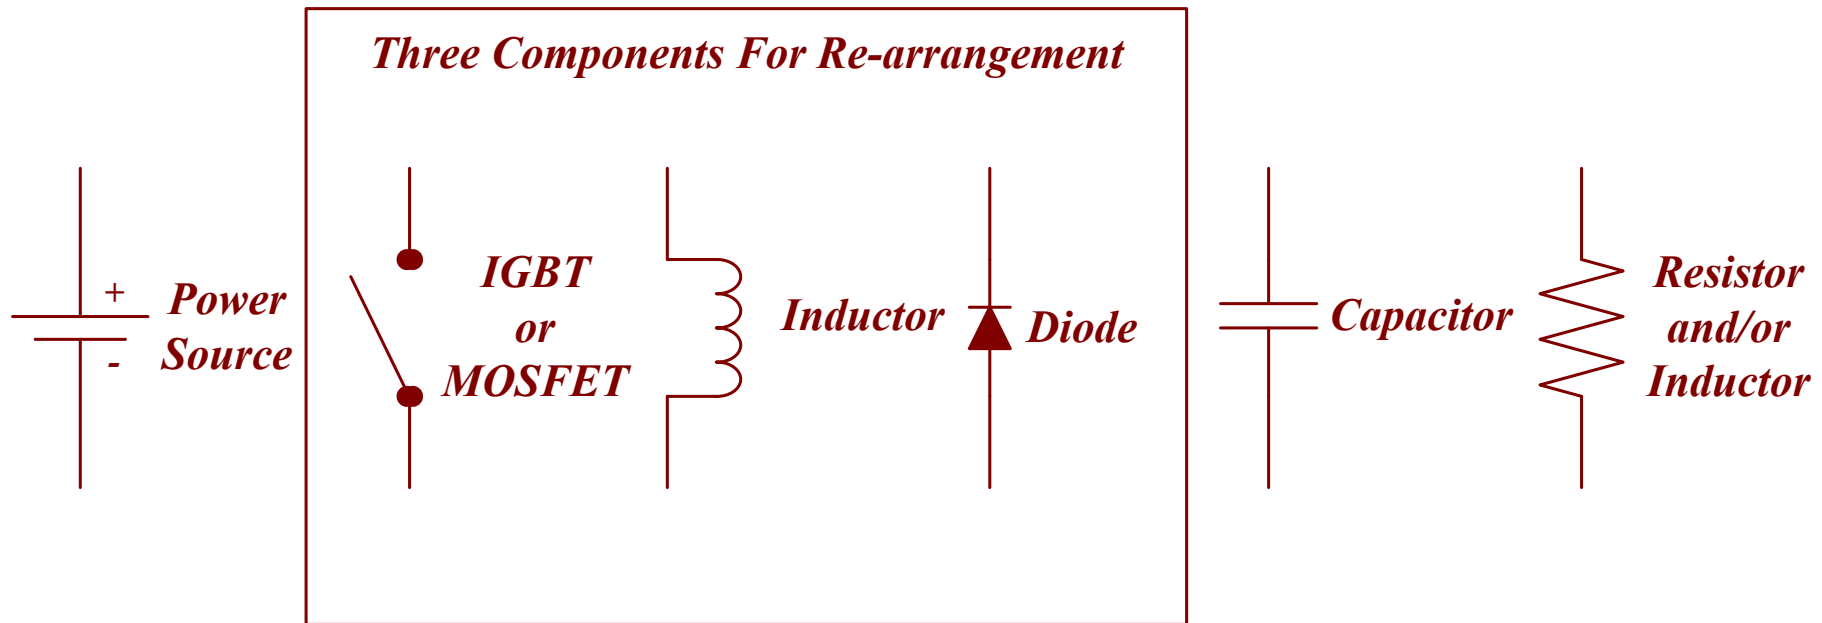 Three Components For Re-arrangement
+
-
Power
Source
IGBT
or
MOSFET
Inductor
Diode
Capacitor
Resistor
and/or
Inductor